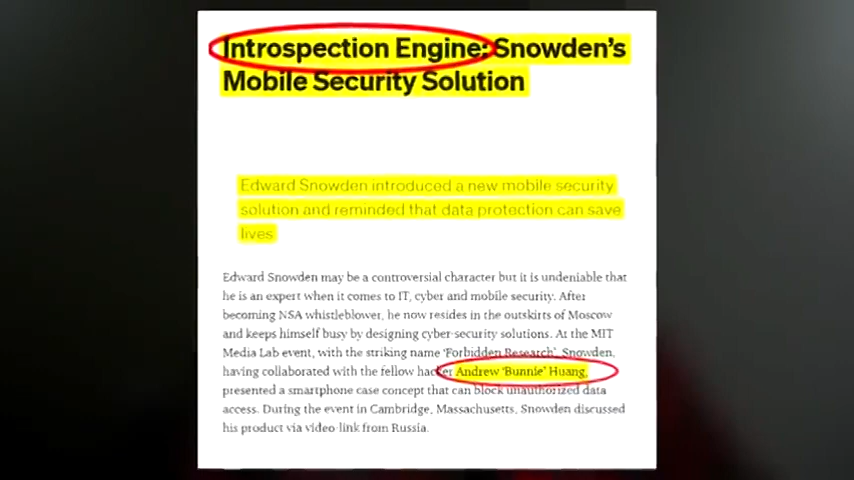 Introspection Engine: Snowden's
Mobile Security Solution
Edward Snowden introduced a new mobile security
solution and reminded that data protection can save
lives
Edward Snowden may be a controversial character but it is undeniable that
he is an expert when it comes to IT, cyber and mobile security. After
becoming NSA whistleblower, he now resides in the outskirts of Moscow
and keeps himself busy by designing cyber-security solutions. At the MIT
Media Lab event, with the striking name 'Forbidden Research', Snowden,
having collaborated with the fellow hacker Andrew 'Bunnie' Huang,
presented a smartphone case concept that can block unauthorized data
access. During the event in Cambridge, Massachusetts, Snowden discussed
his product via video-link from Russia.